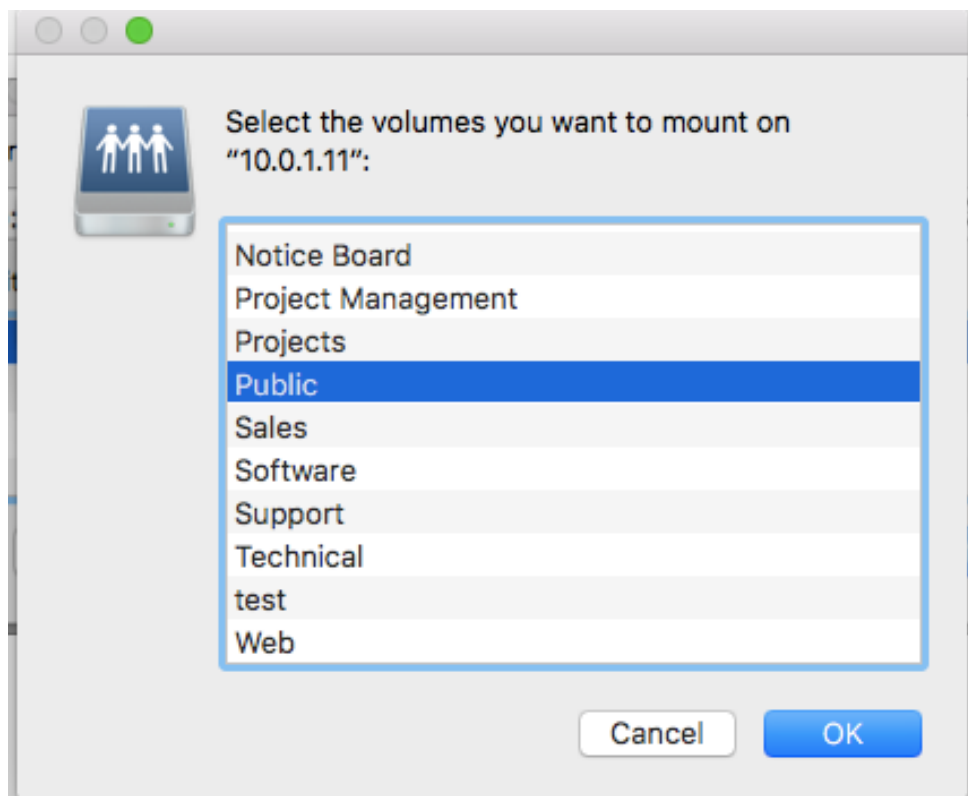 Select the volumes you want to mount on
“10.0.1.11”:
Notice Board
Project Management
Projects
Public
Sales
Software
Support
Technical
test
Web
Cancel
OK